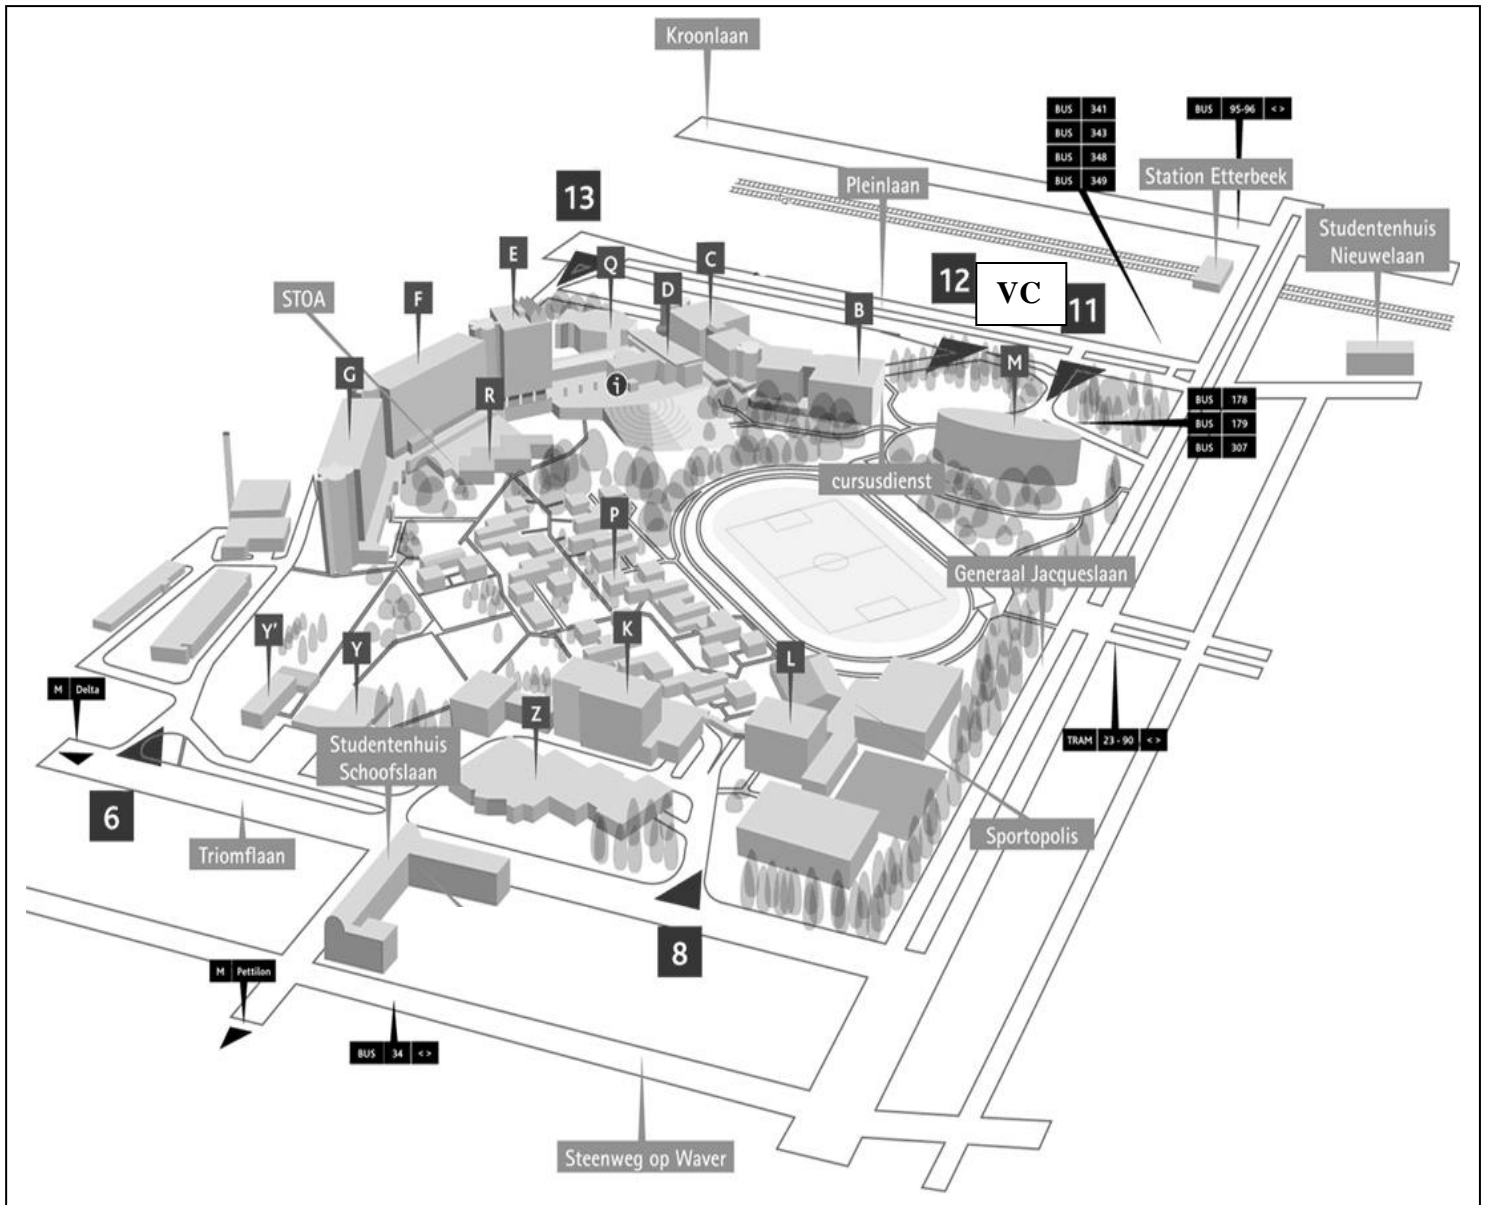 Kroonlaan
BUS 341
BUS 343
BUS 348
BUS 349
BUS 95-96 < >
Station Etterbeek
Pleinlaan
Studentenhuis
Nieuwelaan
13
E
Q
D
C
12
VC
11
STOA
F
B
M
G
R
i
BUS 178
BUS 179
BUS 307
cursusdienst
P
Generaal Jacqueslaan
Y'
Y
K
L
M Delta
Z
Studentenhuis
Schoofslaan
TRAM 23 - 90 < >
6
Triomflaan
Sportopolis
8
M Pettilon
BUS 34 < >
Steenweg op Waver